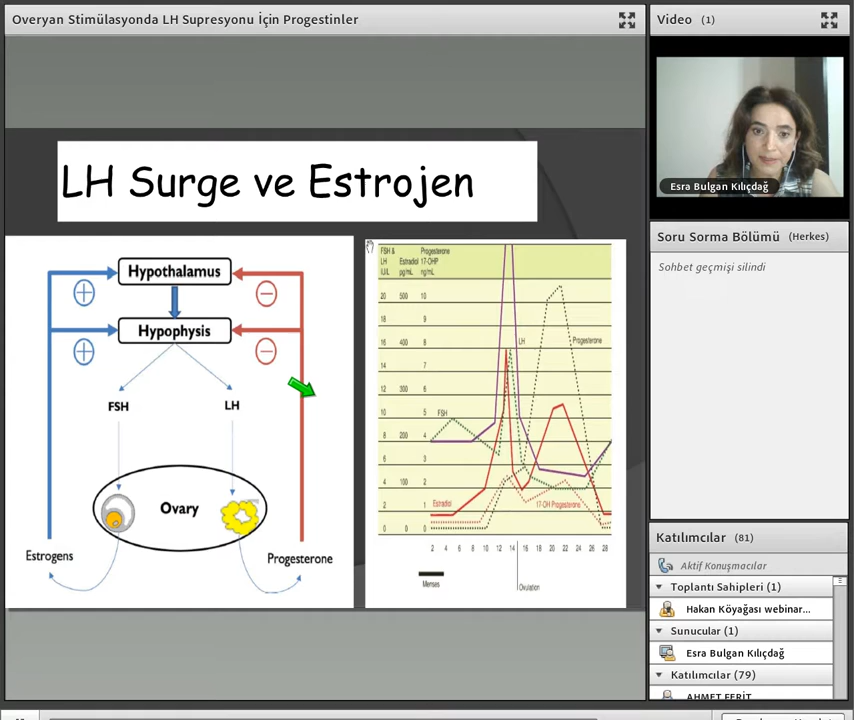 Overyan Stimülasyonda LH Supresyonu İçin Progestinler
LH Surge ve Estrojen
Hypothalamus
Hypophysis
FSH
LH
Ovary
Estrogens
Progesterone
FSH &
LH
IU/L
Estradiol
pg/mL
Progesterone
17-OHP
ng/mL
20 500 10
18 9
16 400 8
14 7
12 300 6
10 5
8 200 4
6 3
4 100 2
2 1
0 0 0
LH
Progesterone
FSH
Estradiol
17-OH Progesterone
2 4 6 8 10 12 14 16 18 20 22 24 26 28
Menses
Ovulation
Video (1)
Esra Bulgan Kılıçdağ
Soru Sorma Bölümü (Herkes)
Sohbet geçmişi silindi
Katılımcılar (81)
Aktif Konuşmacılar
Toplantı Sahipleri (1)
Hakan Köyağası webinar...
Sunucular (1)
Esra Bulgan Kılıçdağ
Katılımcılar (79)
AHMET FERİT